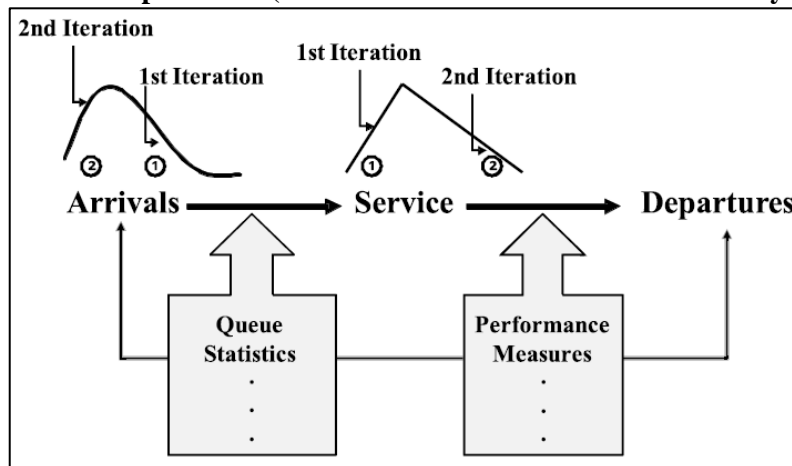 2nd Iteration
1st Iteration
1st Iteration
2nd Iteration
② ① ① ②
Arrivals Service Departures
Queue
Statistics
.
.
.
Performance
Measures
.
.
.